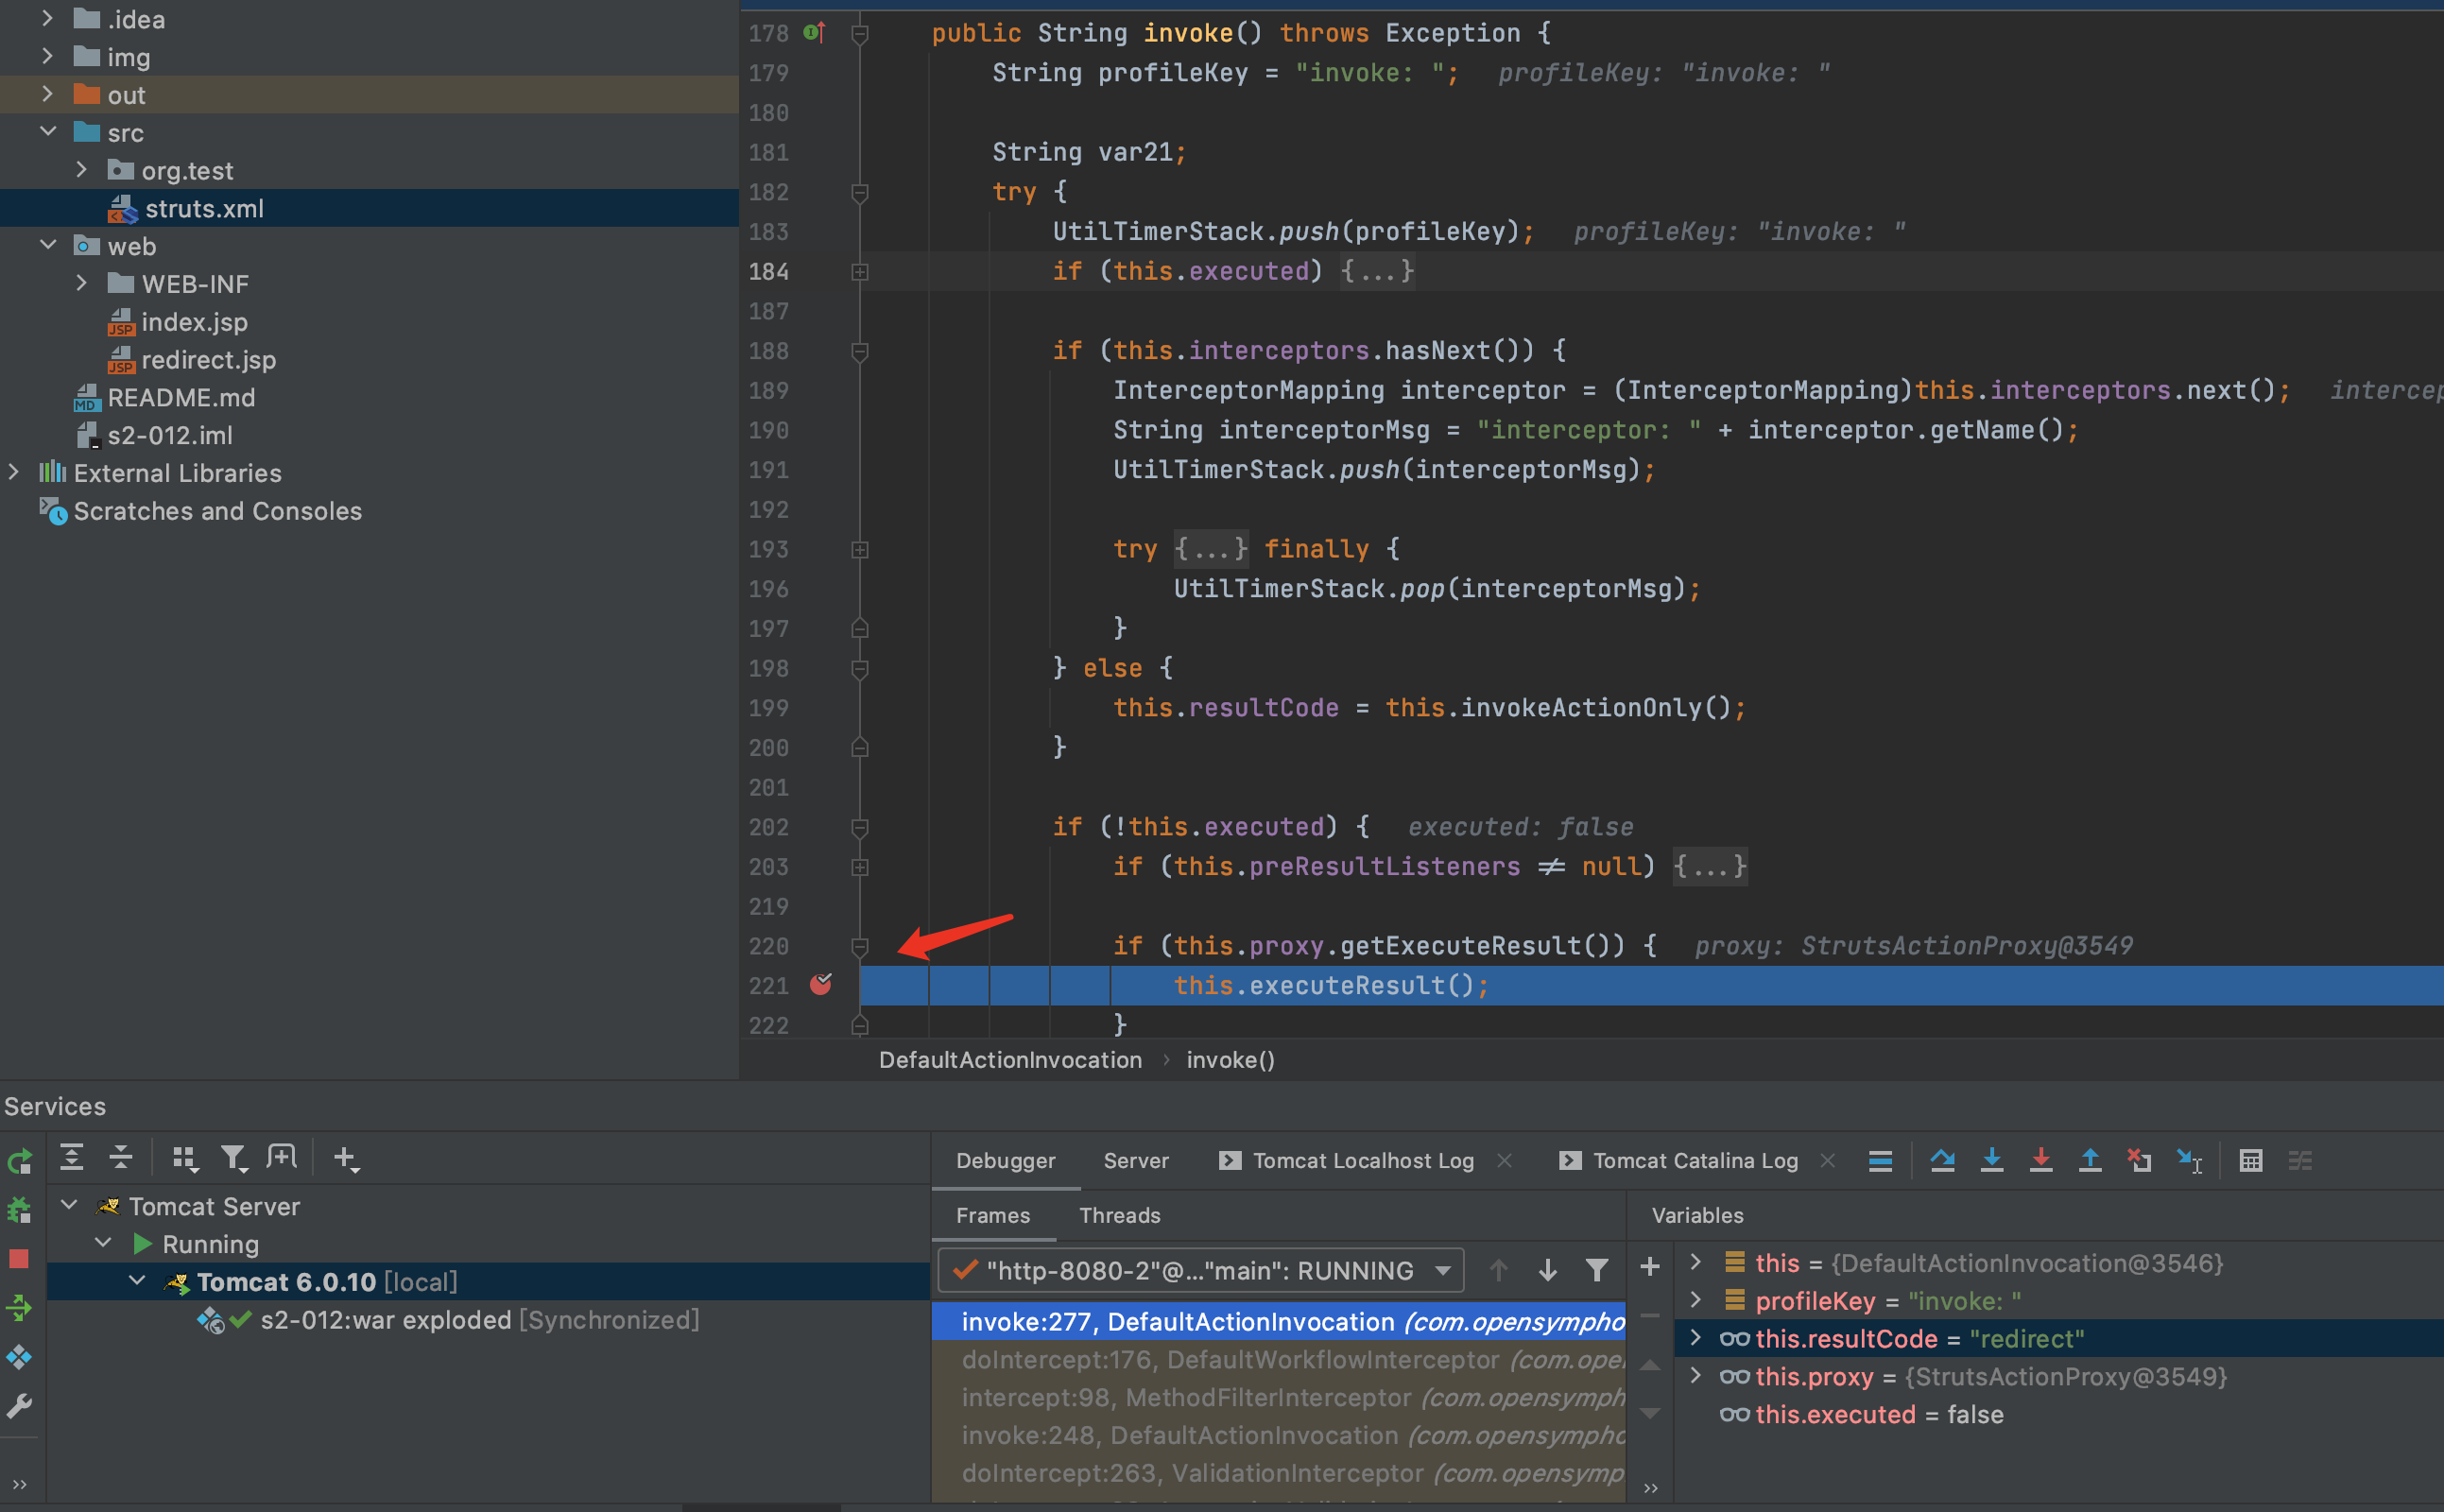 .idea
img
out
src
org.test
struts.xml
web
WEB-INF
index.jsp
redirect.jsp
README.md
s2-012.iml
External Libraries
Scratches and Consoles
178 public String invoke() throws Exception {
179 String profileKey = "invoke: "; profileKey: "invoke: "
180
181 String var21;
182 try {
183 UtilTimerStack.push(profileKey); profileKey: "invoke: "
184 if (this.executed) {...}
187
188 if (this.interceptors.hasNext()) {
189 InterceptorMapping interceptor = (InterceptorMapping)this.interceptors.next(); intercep
190 String interceptorMsg = "interceptor: " + interceptor.getName();
191 UtilTimerStack.push(interceptorMsg);
192
193 try {...} finally {
196 UtilTimerStack.pop(interceptorMsg);
197 }
198 } else {
199 this.resultCode = this.invokeActionOnly();
200 }
201
202 if (!this.executed) { executed: false
203 if (this.preResultListeners ≠ null) {...}
219
220 if (this.proxy.getExecuteResult()) { proxy: StrutsActionProxy@3549
221 this.executeResult();
222 }
DefaultActionInvocation › invoke()
Services
Tomcat Server
Running
Tomcat 6.0.10 [local]
s2-012:war exploded [Synchronized]
Debugger Server Tomcat Localhost Log Tomcat Catalina Log
Frames Threads
"http-8080-2"@..."main": RUNNING
invoke:277, DefaultActionInvocation (com.opensympho
doIntercept:176, DefaultWorkflowInterceptor (com.ope
intercept:98, MethodFilterInterceptor (com.opensymph
invoke:248, DefaultActionInvocation (com.opensympho
doIntercept:263, ValidationInterceptor (com.opensymp
Variables
this = {DefaultActionInvocation@3546}
profileKey = "invoke: "
this.resultCode = "redirect"
this.proxy = {StrutsActionProxy@3549}
this.executed = false